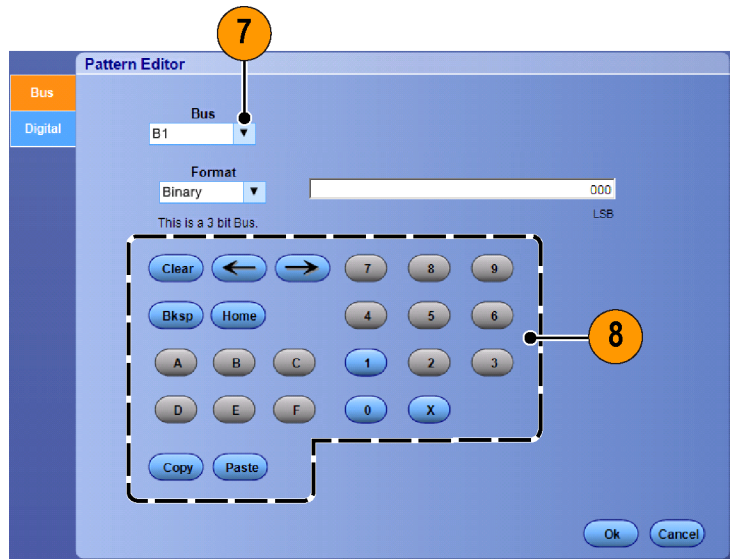 7
Pattern Editor
Bus
Digital
Bus
B1
Format
Binary
000
LSB
This is a 3 bit Bus.
Clear 7 8 9
Bksp Home 4 5 6
8
A B C 1 2 3
D E F 0 X
Copy Paste
Ok Cancel